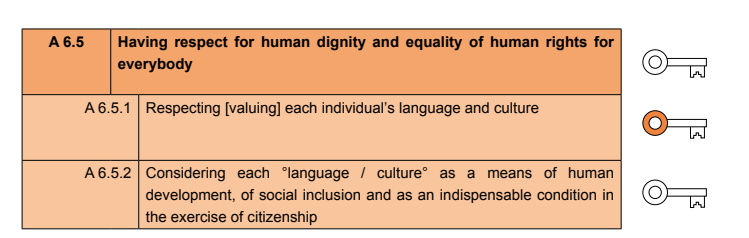 A 6.5 Having respect for human dignity and equality of human rights for
everybody
A 6.5.1 Respecting [valuing] each individual's language and culture
A 6.5.2 Considering each °language / culture° as a means of human
development, of social inclusion and as an indispensable condition in
the exercise of citizenship